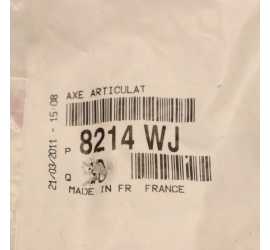 AXE ARTICULAT
21/03/2011 - 15:08
P 8214 WJ
Q
MADE IN FR FRANCE